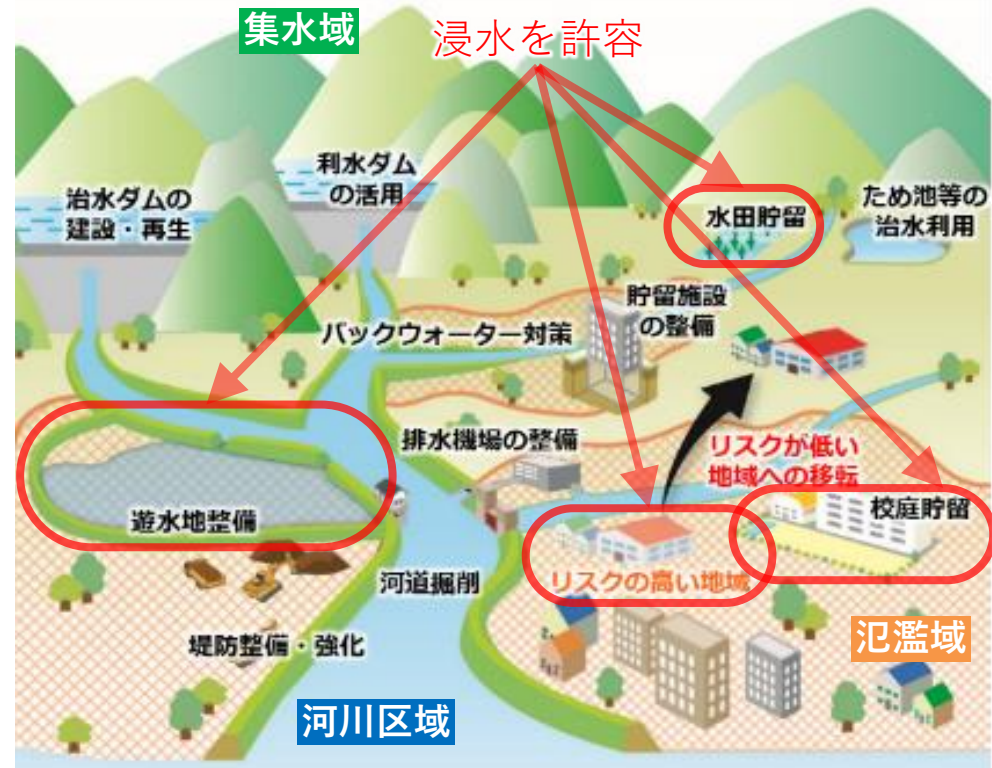 集水域
浸水を許容
利水ダム
の活用
治水ダムの
建設・再生
水田貯留
ため池等の
治水利用
貯留施設
の整備
バックウォーター対策
排水機場の整備
リスクが低い
地域への移転
校庭貯留
遊水地整備
河道掘削
リスクの高い地域
堤防整備・強化
氾濫域
河川区域